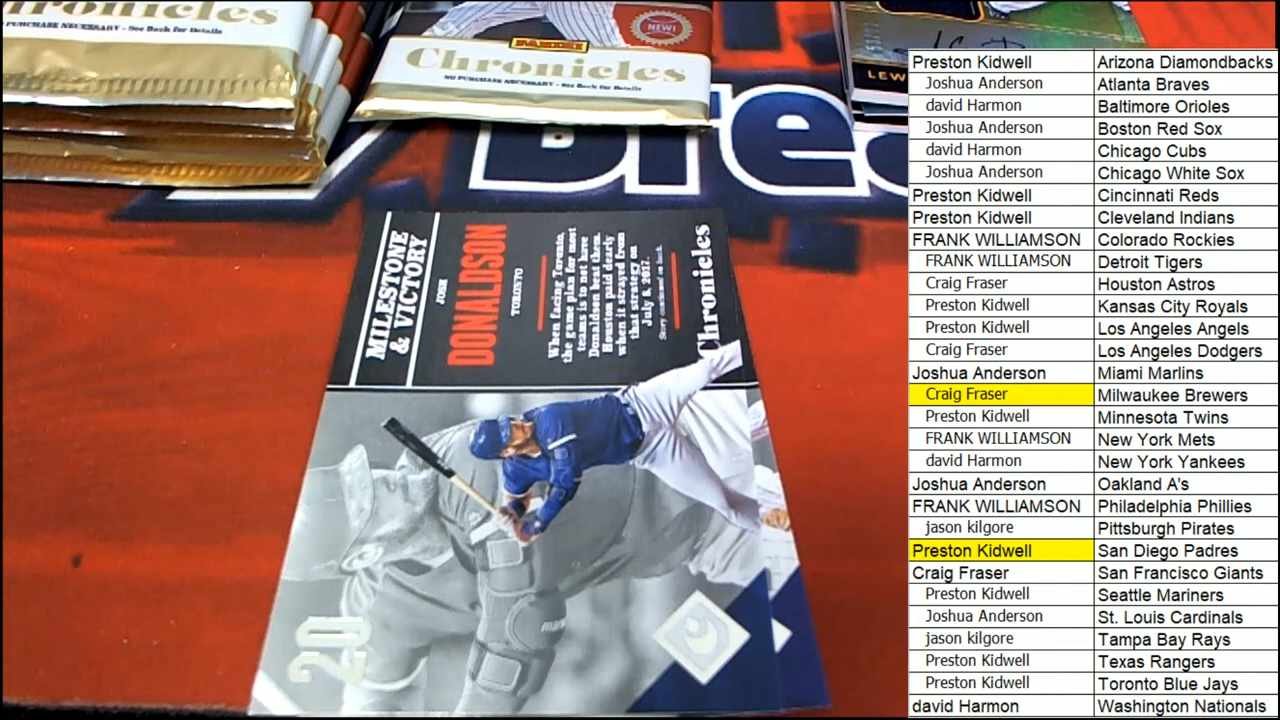 Chronicles
PURCHASE NECESSARY - See Back for Details
NEW!
PANINI
Chronicles
NO PURCHASE NECESSARY - See Back for Details
LEW
Bre
MILESTONE
& VICTORY
JOSH
DONALDSON
TORONTO
When facing Toronto,
the game plan for most
teams is to not have
Donaldson beat them.
Houston paid dearly
when it strayed from
that strategy on
July 8, 2017.
Story continued on back
Chronicles
20
Preston Kidwell Arizona Diamondbacks
Joshua Anderson Atlanta Braves
david Harmon Baltimore Orioles
Joshua Anderson Boston Red Sox
david Harmon Chicago Cubs
Joshua Anderson Chicago White Sox
Preston Kidwell Cincinnati Reds
Preston Kidwell Cleveland Indians
FRANK WILLIAMSON Colorado Rockies
FRANK WILLIAMSON Detroit Tigers
Craig Fraser Houston Astros
Preston Kidwell Kansas City Royals
Preston Kidwell Los Angeles Angels
Craig Fraser Los Angeles Dodgers
Joshua Anderson Miami Marlins
Craig Fraser Milwaukee Brewers
Preston Kidwell Minnesota Twins
FRANK WILLIAMSON New York Mets
david Harmon New York Yankees
Joshua Anderson Oakland A's
FRANK WILLIAMSON Philadelphia Phillies
jason kilgore Pittsburgh Pirates
Preston Kidwell San Diego Padres
Craig Fraser San Francisco Giants
Preston Kidwell Seattle Mariners
Joshua Anderson St. Louis Cardinals
jason kilgore Tampa Bay Rays
Preston Kidwell Texas Rangers
Preston Kidwell Toronto Blue Jays
david Harmon Washington Nationals